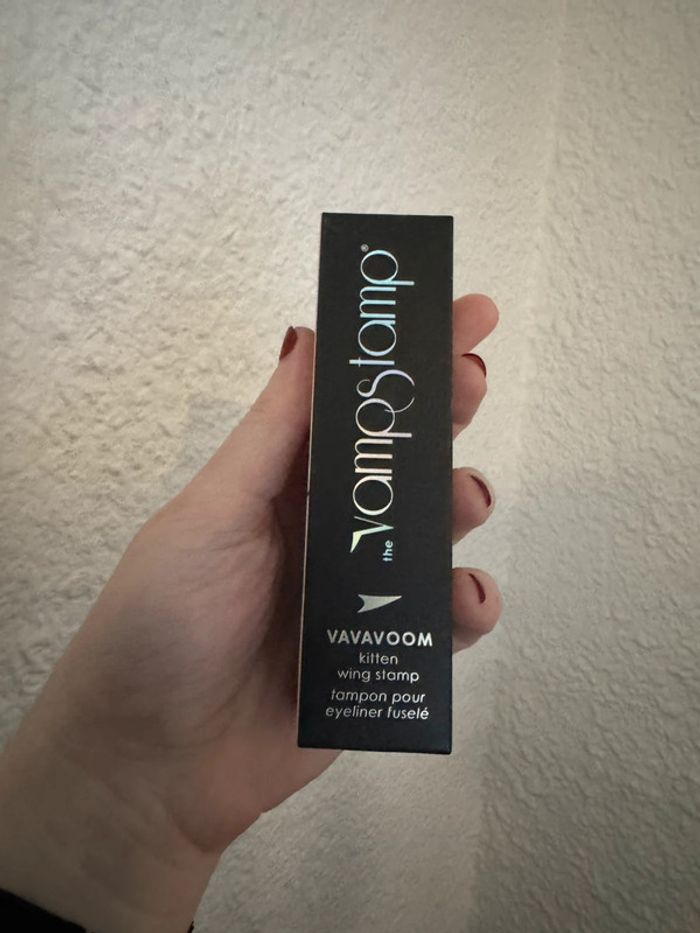 the Vampstamp®
VAVAVOOM
kitten
wing stamp
tampon pour
eyeliner fuselé